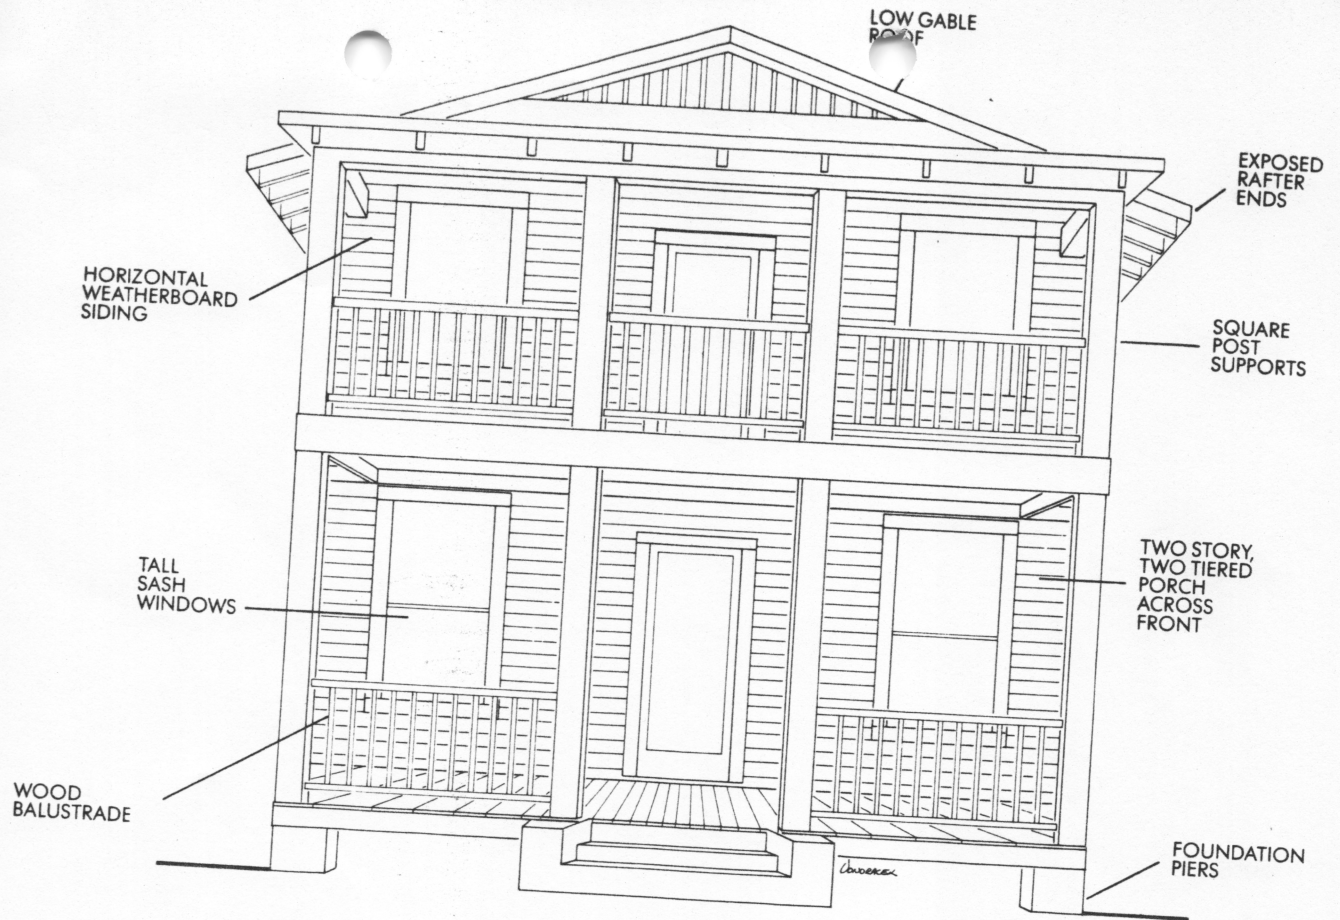 LOW GABLE
ROOF
EXPOSED
RAFTER
ENDS
HORIZONTAL
WEATHERBOARD
SIDING
SQUARE
POST
SUPPORTS
TALL
SASH
WINDOWS
TWO STORY,
TWO TIERED
PORCH
ACROSS
FRONT
WOOD
BALUSTRADE
FOUNDATION
PIERS